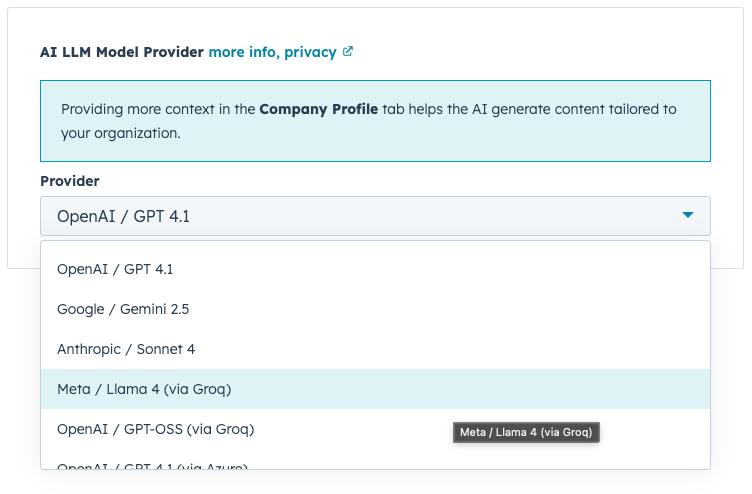 AI LLM Model Provider more info, privacy
Providing more context in the Company Profile tab helps the AI generate content tailored to
your organization.
Provider
OpenAI / GPT 4.1
OpenAI / GPT 4.1
Google / Gemini 2.5
Anthropic / Sonnet 4
Meta / Llama 4 (via Groq)
OpenAI / GPT-OSS (via Groq)
Meta / Llama 4 (via Groq)
OpenAI / GPT 4.1 (via Azure)